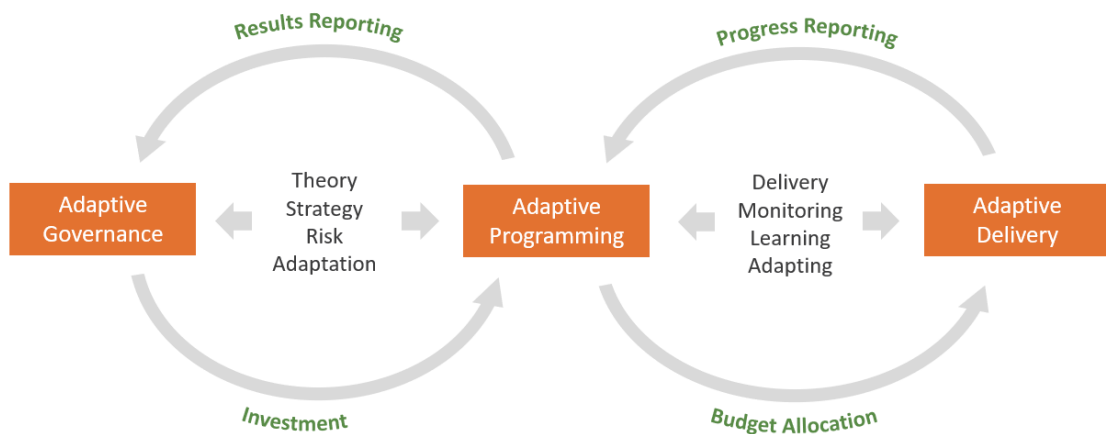 Results Reporting
Progress Reporting
Adaptive
Governance
Theory
Strategy
Risk
Adaptation
Adaptive
Programming
Delivery
Monitoring
Learning
Adapting
Adaptive
Delivery
Investment
Budget Allocation